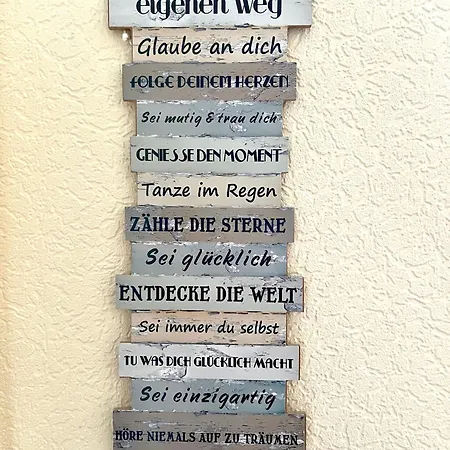 eigenen weg
Glaube an dich
FOLGE DEINEM HERZEN
Sei mutig & trau dich
GENIESSE DEN MOMENT
Tanze im Regen
ZÄHLE DIE STERNE
Sei glücklich
ENTDECKE DIE WELT
Sei immer du selbst
TU WAS DICH GLÜCKLICH MACHT
Sei einzigartig
HÖRE NIEMALS AUF ZU TRÄUMEN